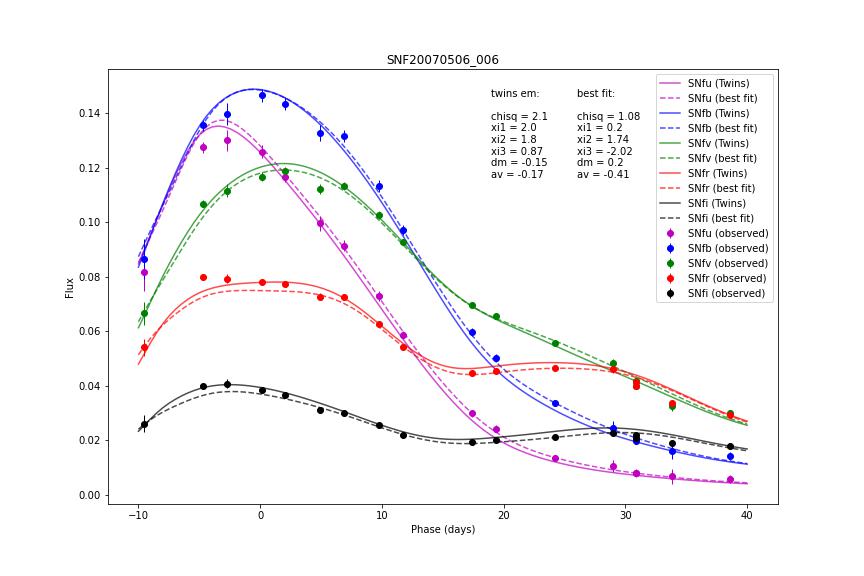 SNF20070506_006
twins em: best fit:
chisq = 2.1 chisq = 1.08
xi1 = 2.0 xi1 = 0.2
xi2 = 1.8 xi2 = 1.74
xi3 = 0.87 xi3 = -2.02
dm = -0.15 dm = 0.2
av = -0.17 av = -0.41
SNfu (Twins)
SNfu (best fit)
SNfb (Twins)
SNfb (best fit)
SNfv (Twins)
SNfv (best fit)
SNfr (Twins)
SNfr (best fit)
SNfi (Twins)
SNfi (best fit)
SNfu (observed)
SNfb (observed)
SNfv (observed)
SNfr (observed)
SNfi (observed)
Flux
0.14
0.12
0.10
0.08
0.06
0.04
0.02
0.00
−10 0 10 20 30 40
Phase (days)